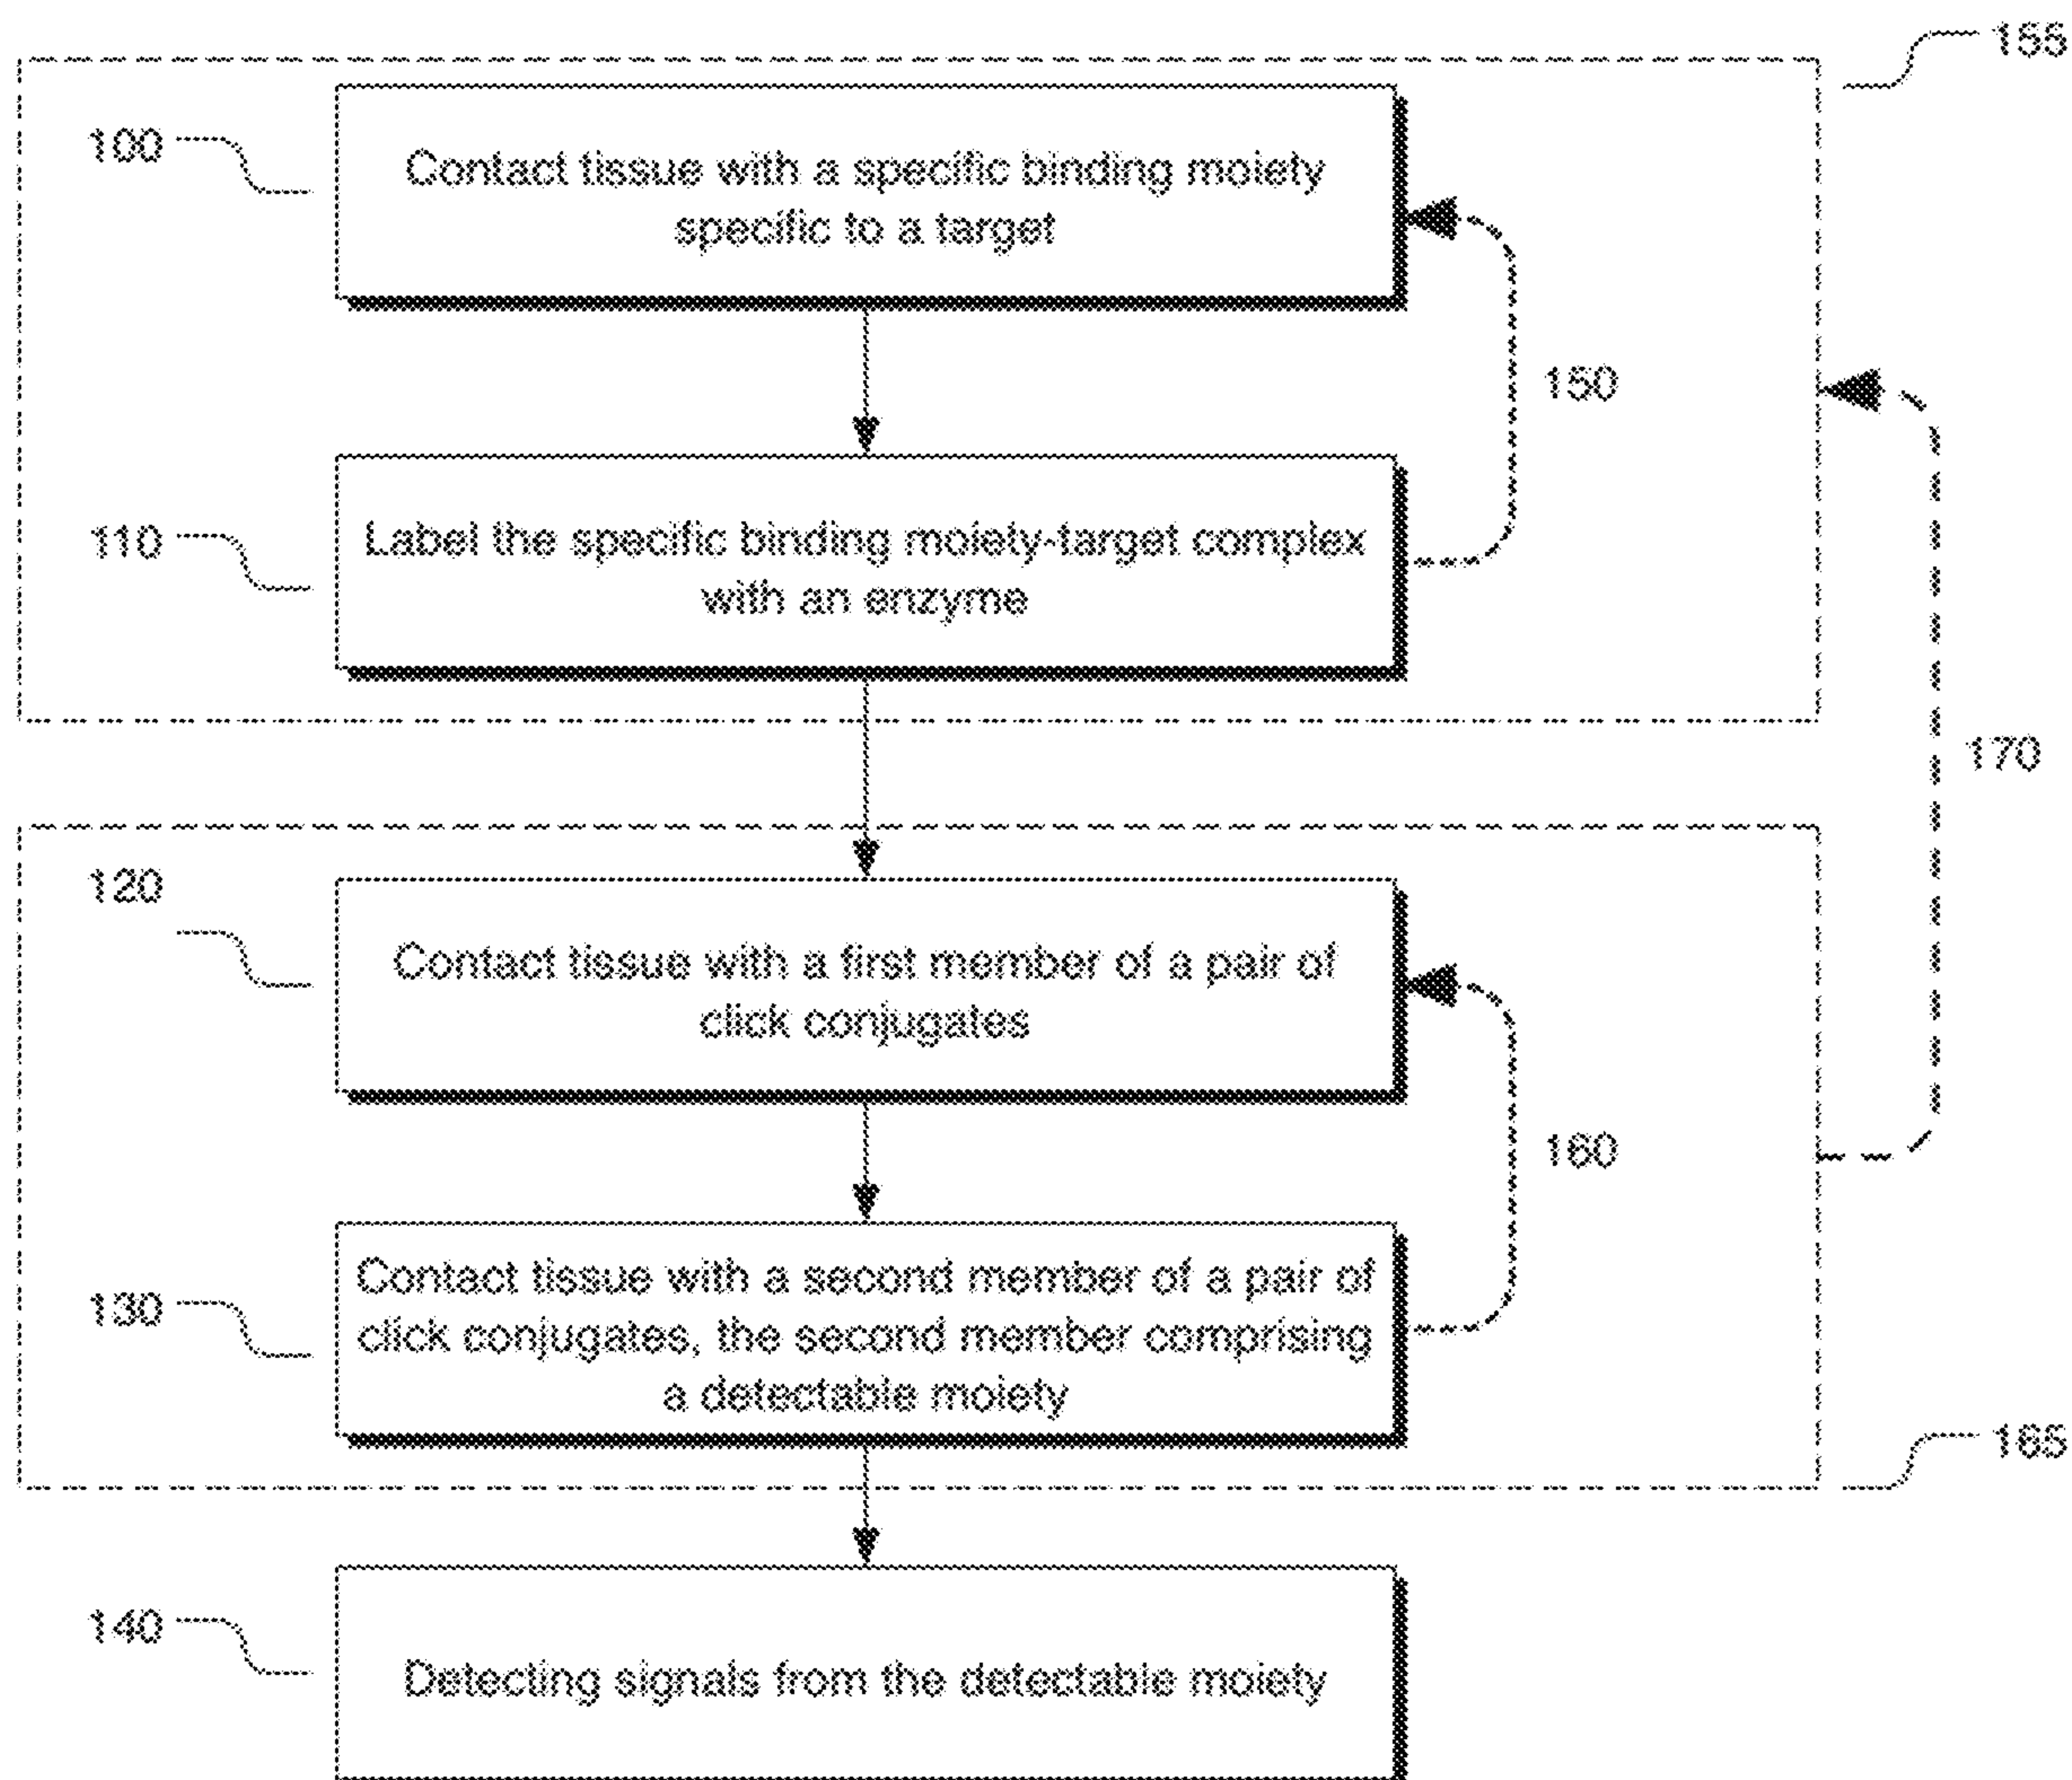 155
100
Contact tissue with a specific binding moiety
specific to a target
150
110
Label the specific binding moiety-target complex
with an enzyme
170
120
Contact tissue with a first member of a pair of
click conjugates
160
130
Contact tissue with a second member of a pair of
click conjugates, the second member comprising
a detectable moiety
165
140
Detecting signals from the detectable moiety